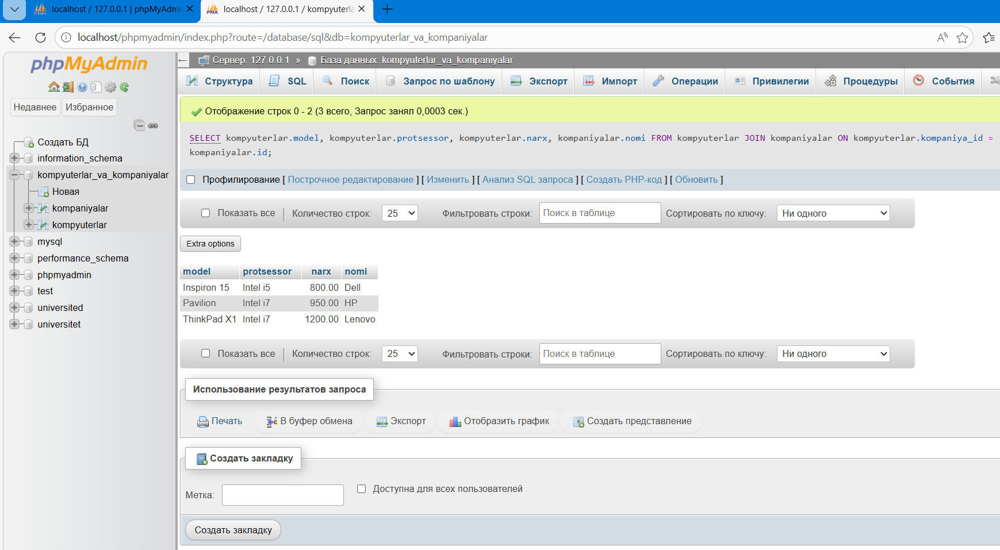 localhost / 127.0.0.1 | phpMyAdmi
localhost / 127.0.0.1 / kompyuterla
localhost/phpmyadmin/index.php?route=/database/sql&db=kompyuterlar_va_kompaniyalar
phpMyAdmin
Недавнее Избранное
Создать БД
information_schema
kompyuterlar_va_kompaniyalar
Новая
kompaniyalar
kompyuterlar
mysql
performance_schema
phpmyadmin
test
universited
universitet
Сервер: 127.0.0.1 » База данных: kompyuterlar_va_kompaniyalar
Структура SQL Поиск Запрос по шаблону Экспорт Импорт Операции Привилегии Процедуры События
Отображение строк 0 - 2 (3 всего, Запрос занял 0,0003 сек.)
SELECT kompyuterlar.model, kompyuterlar.protsessor, kompyuterlar.narx, kompaniyalar.nomi FROM kompyuterlar JOIN kompaniyalar ON kompyuterlar.kompaniya_id =
kompaniyalar.id;
Профилирование [ Построчное редактирование ] [ Изменить ] [ Анализ SQL запроса ] [ Создать PHP-код ] [ Обновить ]
Показать все | Количество строк: 25 Фильтровать строки: Поиск в таблице Сортировать по ключу: Ни одного
Extra options
model protsessor narx nomi
Inspiron 15 Intel i5 800.00 Dell
Pavilion Intel i7 950.00 HP
ThinkPad X1 Intel i7 1200.00 Lenovo
Показать все | Количество строк: 25 Фильтровать строки: Поиск в таблице Сортировать по ключу: Ни одного
Использование результатов запроса
Печать В буфер обмена Экспорт Отобразить график Создать представление
Создать закладку
Метка: Доступна для всех пользователей
Создать закладку